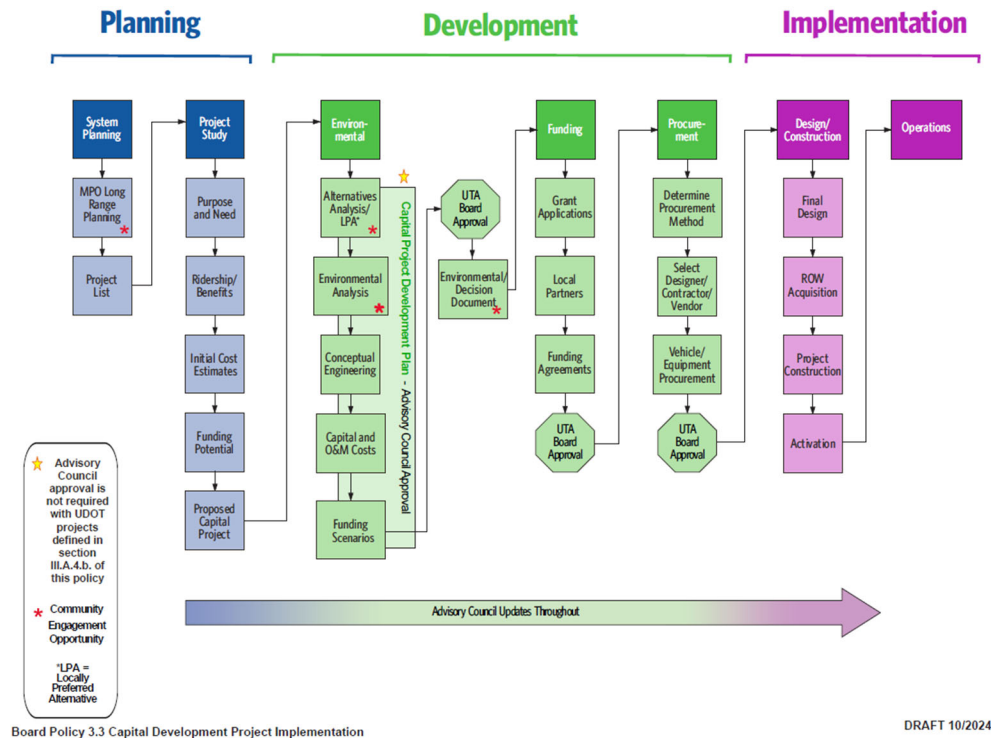 Planning
Development
Implementation
System
Planning
MPO Long
Range
Planning
*
Project
List
Project
Study
Purpose
and Need
Ridership/
Benefits
Initial Cost
Estimates
Funding
Potential
Proposed
Capital
Project
Environ-
mental
Alternatives
Analysis/
LPA*
*
Environmental
Analysis
*
Conceptual
Engineering
Capital and
O&M Costs
Funding
Scenarios
Capital Project Development Plan - Advisory Council Approval
UTA
Board
Approval
Environmental/
Decision
Document
*
Funding
Grant
Applications
Local
Partners
Funding
Agreements
UTA
Board
Approval
Procure-
ment
Determine
Procurement
Method
Select
Designer/
Contractor/
Vendor
Vehicle/
Equipment
Procurement
UTA
Board
Approval
Design/
Construction
Final
Design
ROW
Acquisition
Project
Construction
Activation
Operations
Advisory
Council
approval is
not required
with UDOT
projects
defined in
section
III.A.4.b. of
this policy
* Community
Engagement
Opportunity
*LPA =
Locally
Preferred
Alternative
Advisory Council Updates Throughout
Board Policy 3.3 Capital Development Project Implementation
DRAFT 10/2024